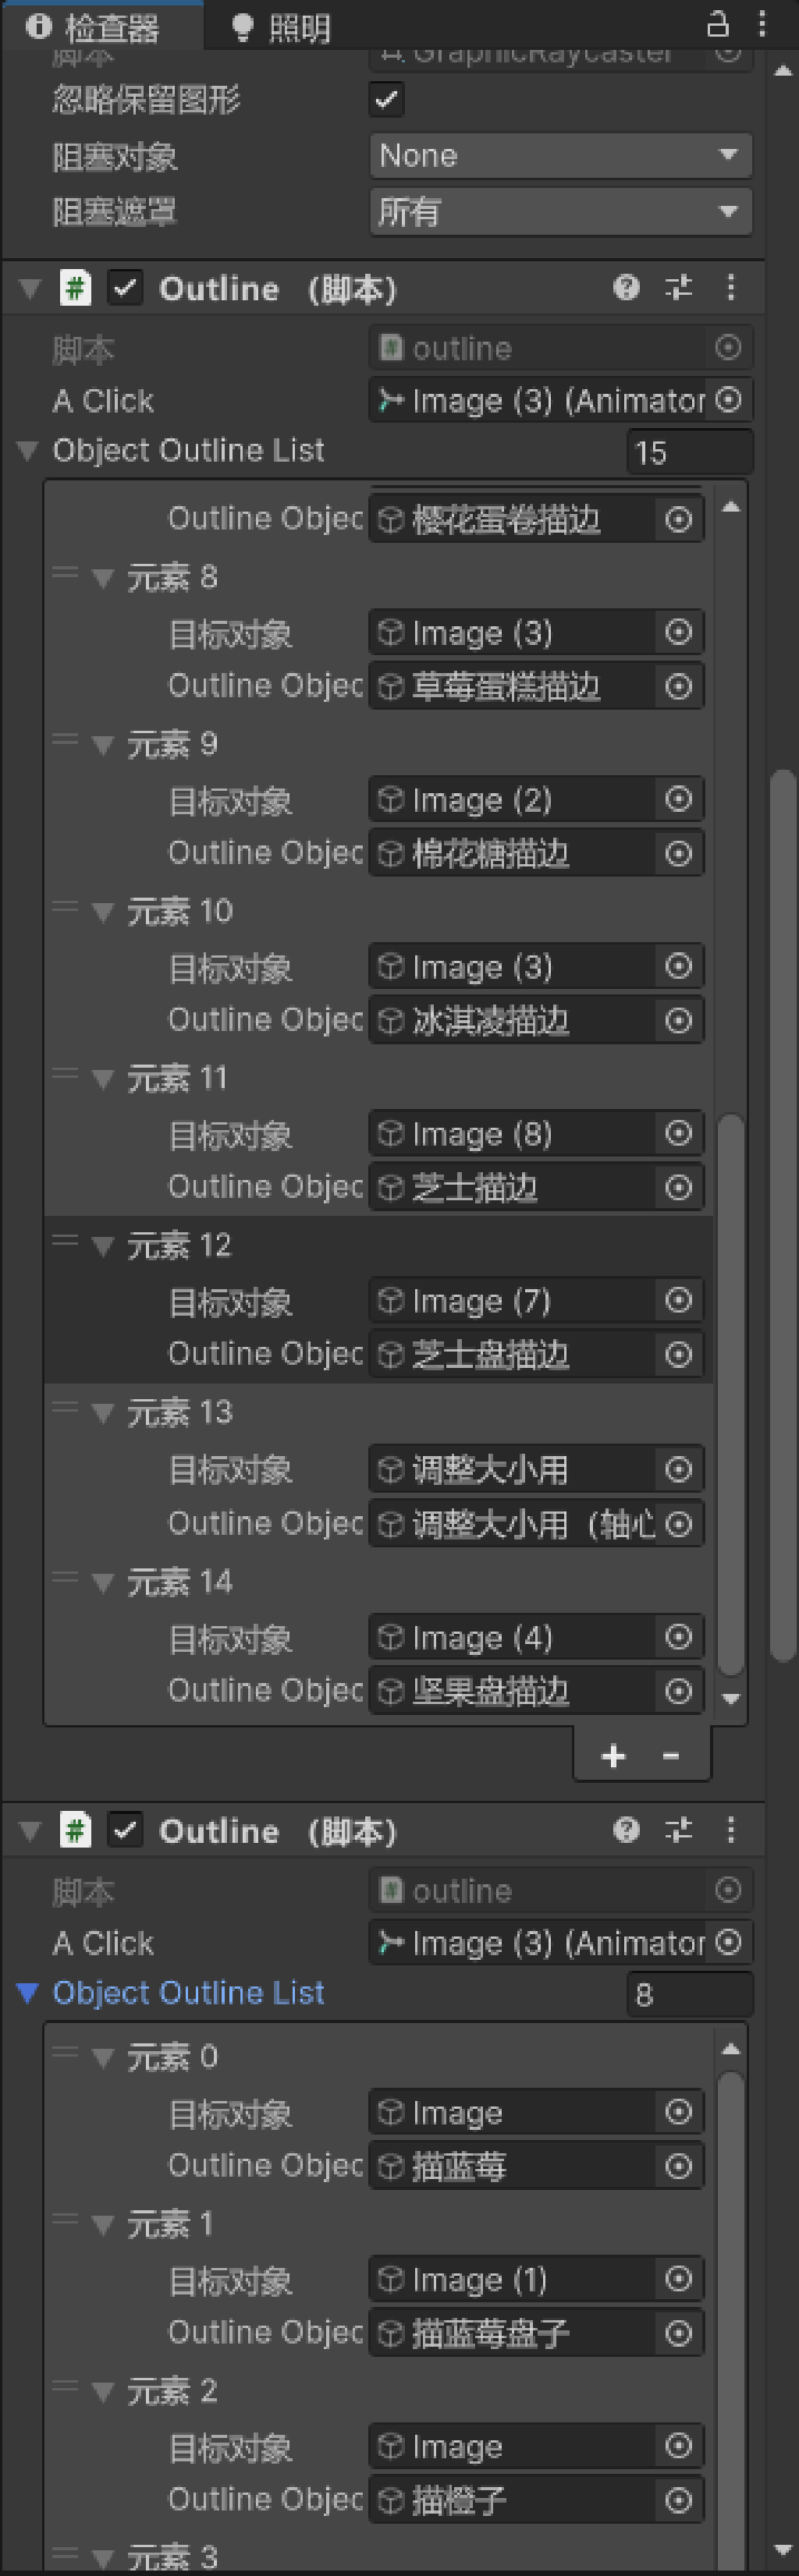 检查器 照明
脚本 GraphicRaycaster
忽略保留图形
阻塞对象 None
阻塞遮罩 所有
# Outline （脚本）
脚本 # outline
A Click Image (3) (Animator
Object Outline List 15
Outline Objec 樱花蛋卷描边
元素 8
目标对象 Image (3)
Outline Objec 草莓蛋糕描边
元素 9
目标对象 Image (2)
Outline Objec 棉花糖描边
元素 10
目标对象 Image (3)
Outline Objec 冰淇凌描边
元素 11
目标对象 Image (8)
Outline Objec 芝士描边
元素 12
目标对象 Image (7)
Outline Objec 芝士盘描边
元素 13
目标对象 调整大小用
Outline Objec 调整大小用（轴心
元素 14
目标对象 Image (4)
Outline Objec 坚果盘描边
+ -
# Outline （脚本）
脚本 # outline
A Click Image (3) (Animator
Object Outline List 8
元素 0
目标对象 Image
Outline Objec 描蓝莓
元素 1
目标对象 Image (1)
Outline Objec 描蓝莓盘子
元素 2
目标对象 Image
Outline Objec 描橙子
元素 3